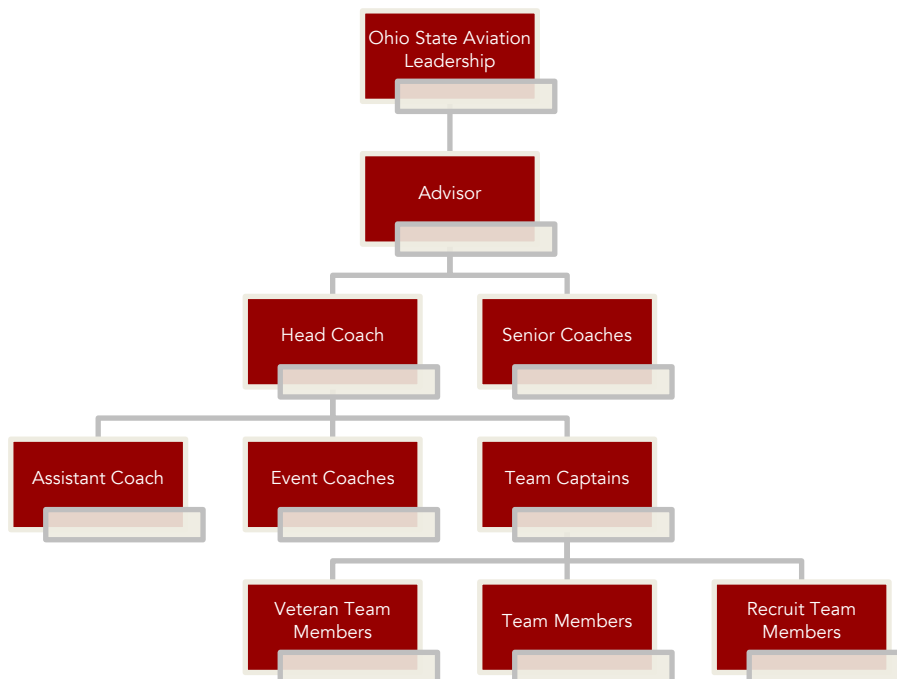 Ohio State Aviation
Leadership
Advisor
Head Coach
Senior Coaches
Assistant Coach
Event Coaches
Team Captains
Veteran Team
Members
Team Members
Recruit Team
Members